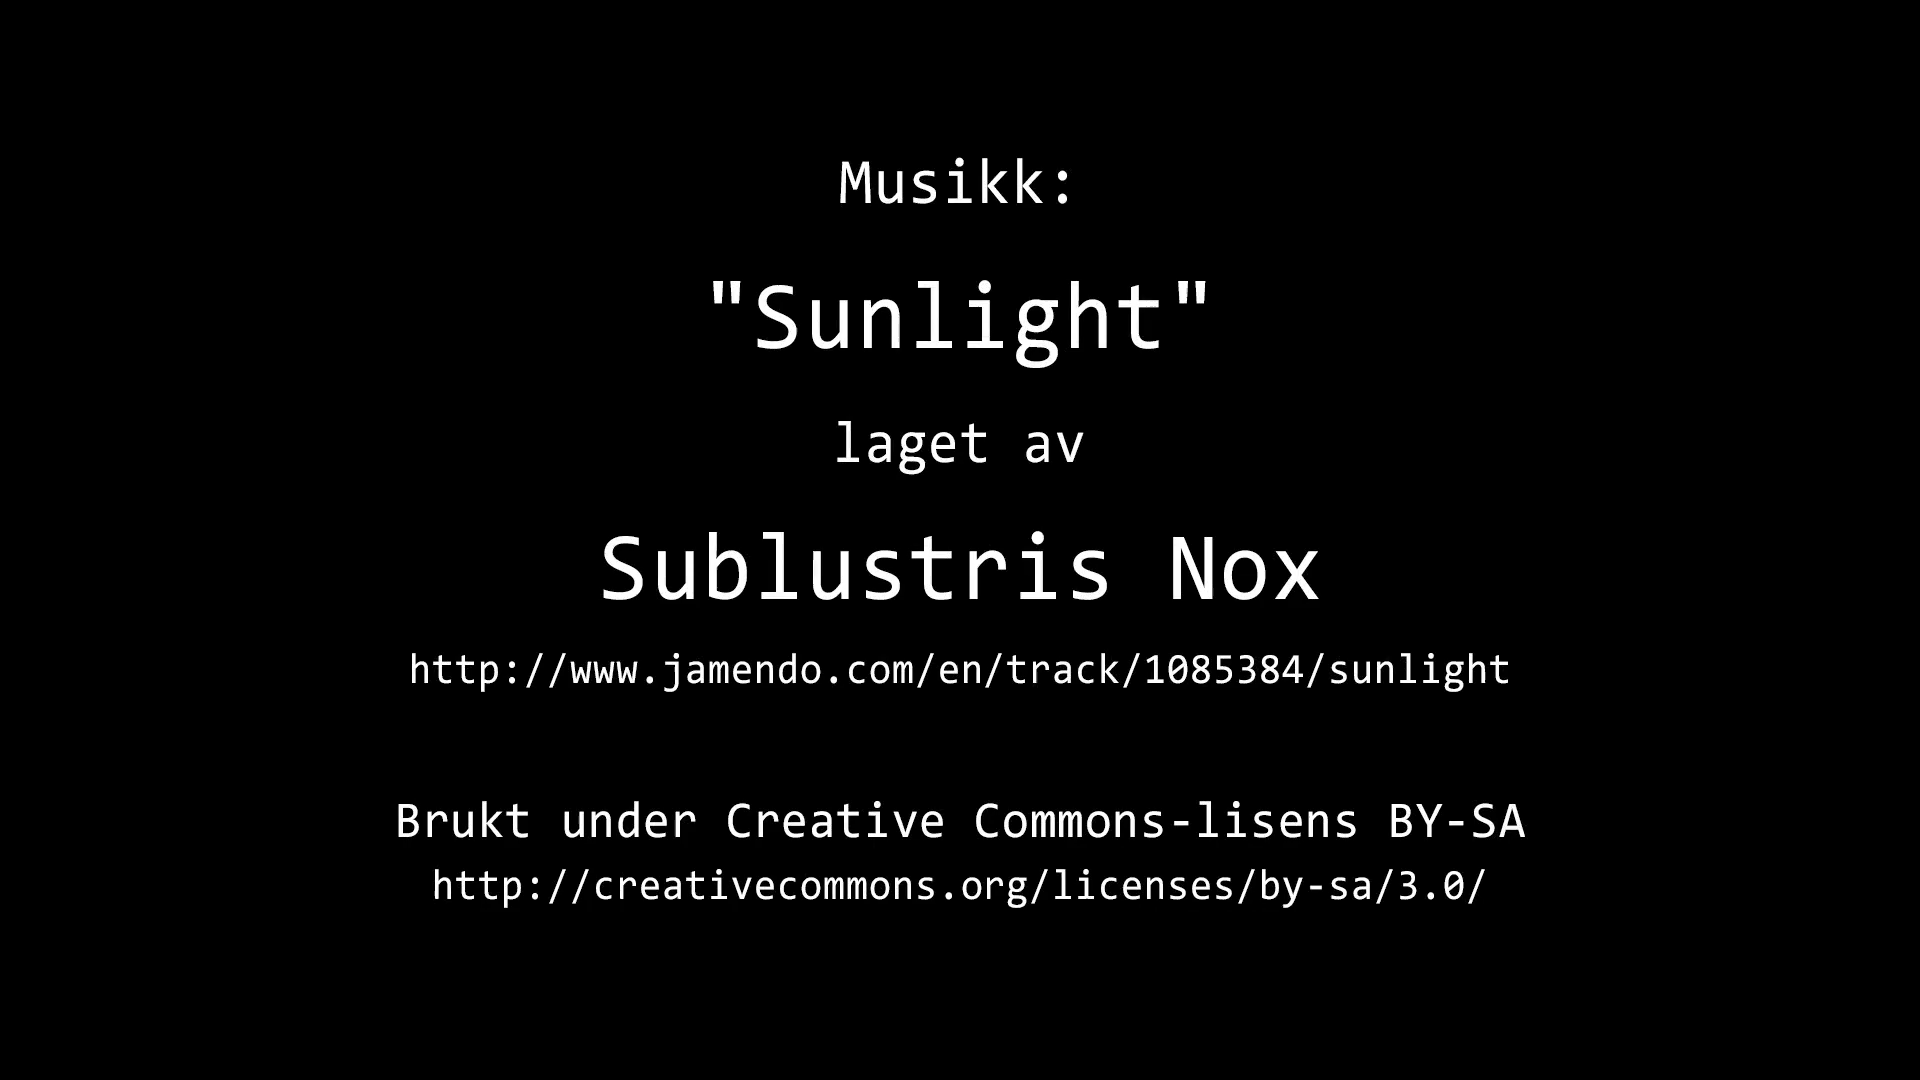 Musikk:
"Sunlight"
laget av
Sublustris Nox
http://www.jamendo.com/en/track/1085384/sunlight
Brukt under Creative Commons-lisens BY-SA
http://creativecommons.org/licenses/by-sa/3.0/